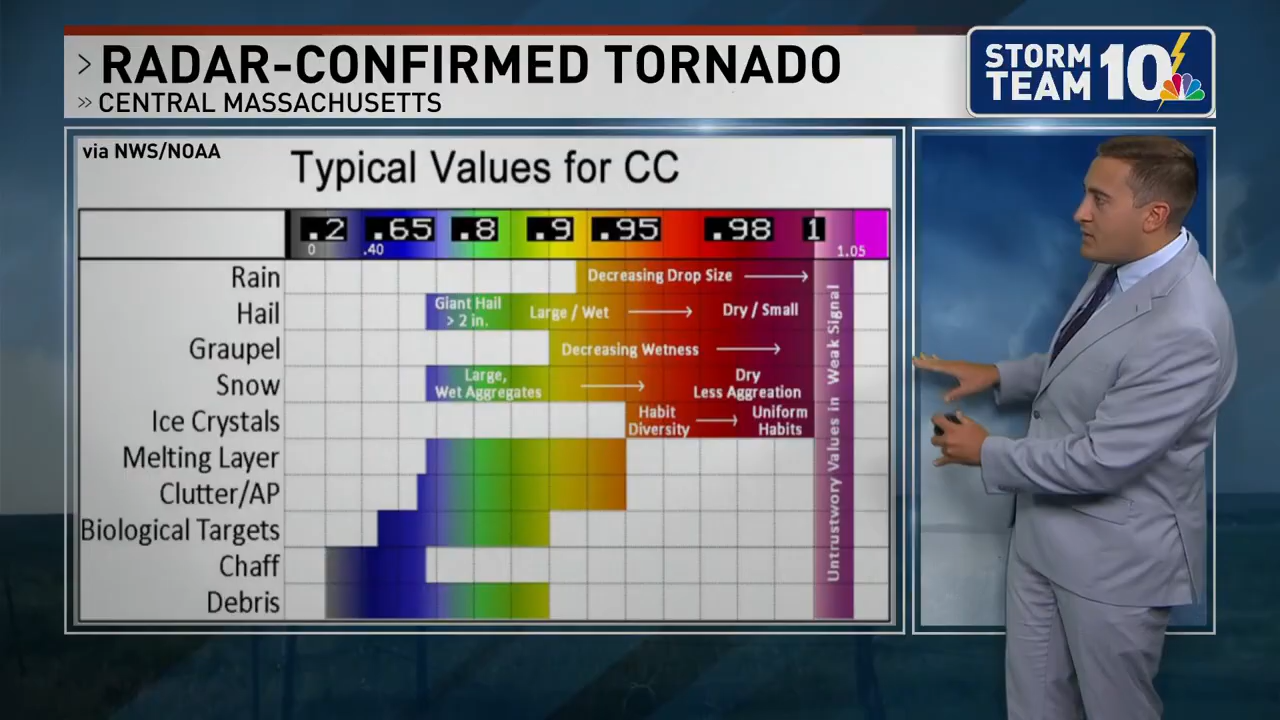 > RADAR-CONFIRMED TORNADO
» CENTRAL MASSACHUSETTS
STORM
TEAM 10
via NWS/NOAA
Typical Values for CC
.2 .65 .8 .9 .95 .98 1
0 .40 1.05
Rain Decreasing Drop Size
Hail Giant Hail > 2 in. Large / Wet Dry / Small
Graupel Decreasing Wetness
Snow Large, Wet Aggregates Dry Less Aggreation
Ice Crystals Habit Diversity Uniform Habits
Melting Layer
Clutter/AP
Biological Targets
Chaff
Debris
Untrustwory Values in Weak Signal